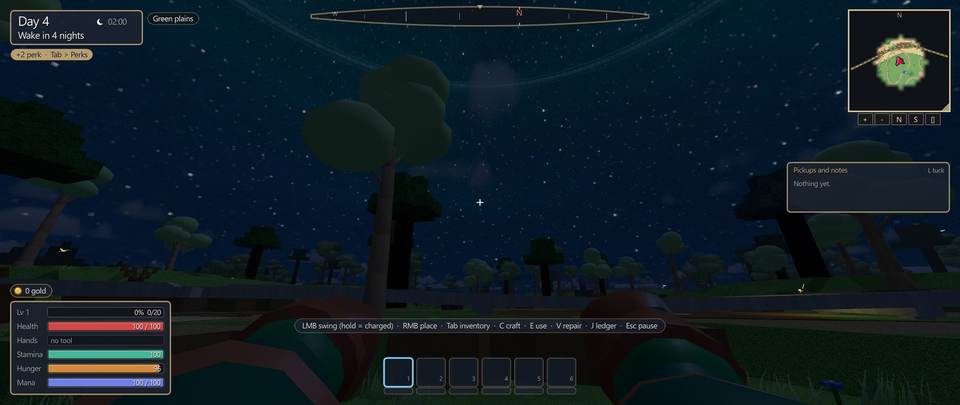 Day 4
02:00
Wake in 4 nights
Green plains
+2 perk · Tab > Perks
W
N
N
+ - N S []
Pickups and notes
L tuck
Nothing yet.
0 gold
Lv 1 0% 0/20
Health 100 / 100
Hands no tool
Stamina 100
Hunger
Mana 100 / 100
LMB swing (hold = charged) · RMB place · Tab inventory · C craft · E use · V repair · J ledger · Esc pause
1 2 3 4 5 6